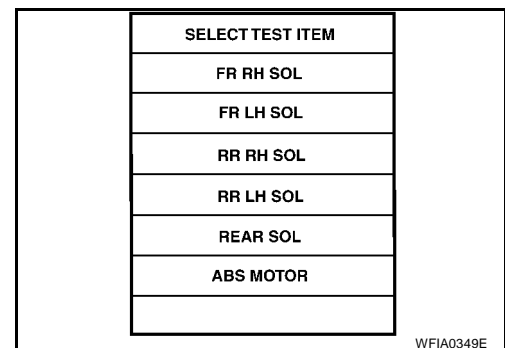 SELECT TEST ITEM
FR RH SOL
FR LH SOL
RR RH SOL
RR LH SOL
REAR SOL
ABS MOTOR
WFIA0349E